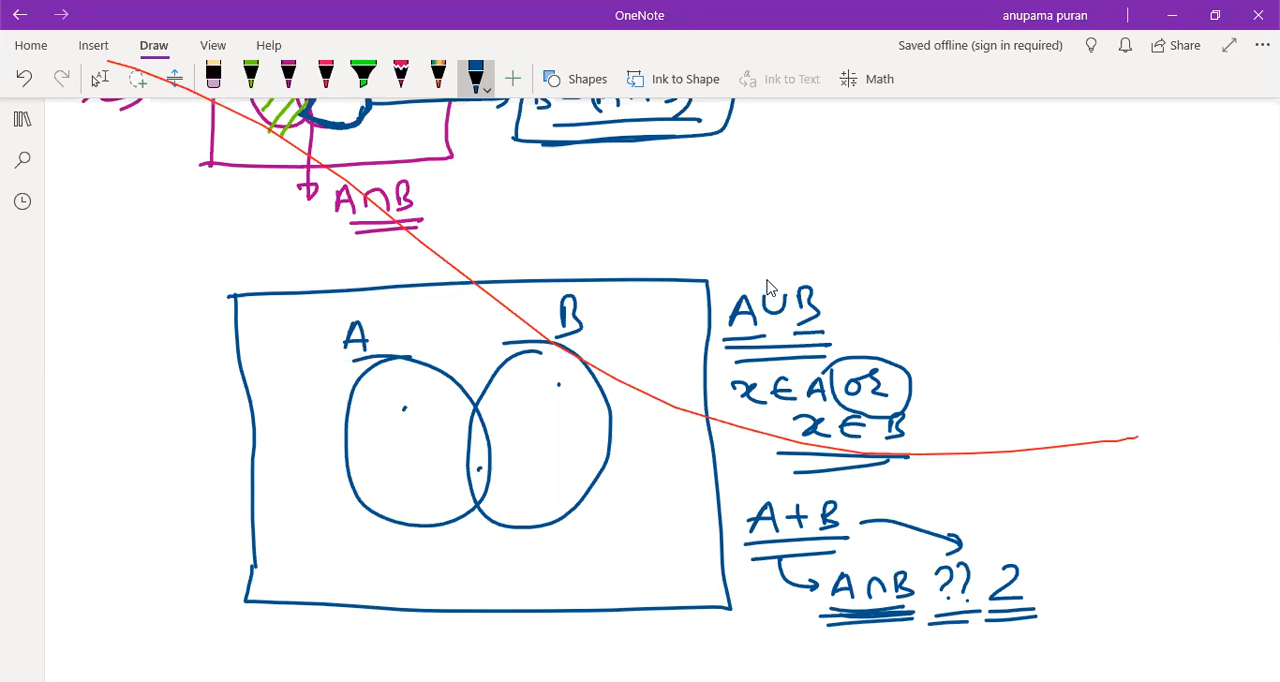 OneNote
anupama puran
Home Insert Draw View Help
Saved offline (sign in required)
Share
Shapes
Ink to Shape
Ink to Text
Math
A∩B
A
B
A∪B
x ∈ A or
x ∈ B
A + B
A∩B ?? 2